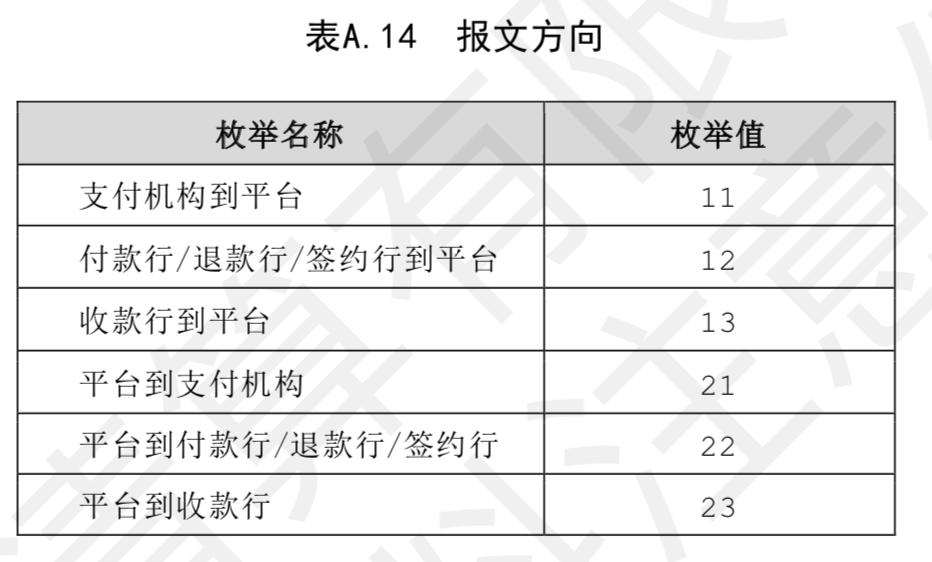 表A.14 报文方向
枚举名称 枚举值
支付机构到平台 11
付款行/退款行/签约行到平台 12
收款行到平台 13
平台到支付机构 21
平台到付款行/退款行/签约行 22
平台到收款行 23